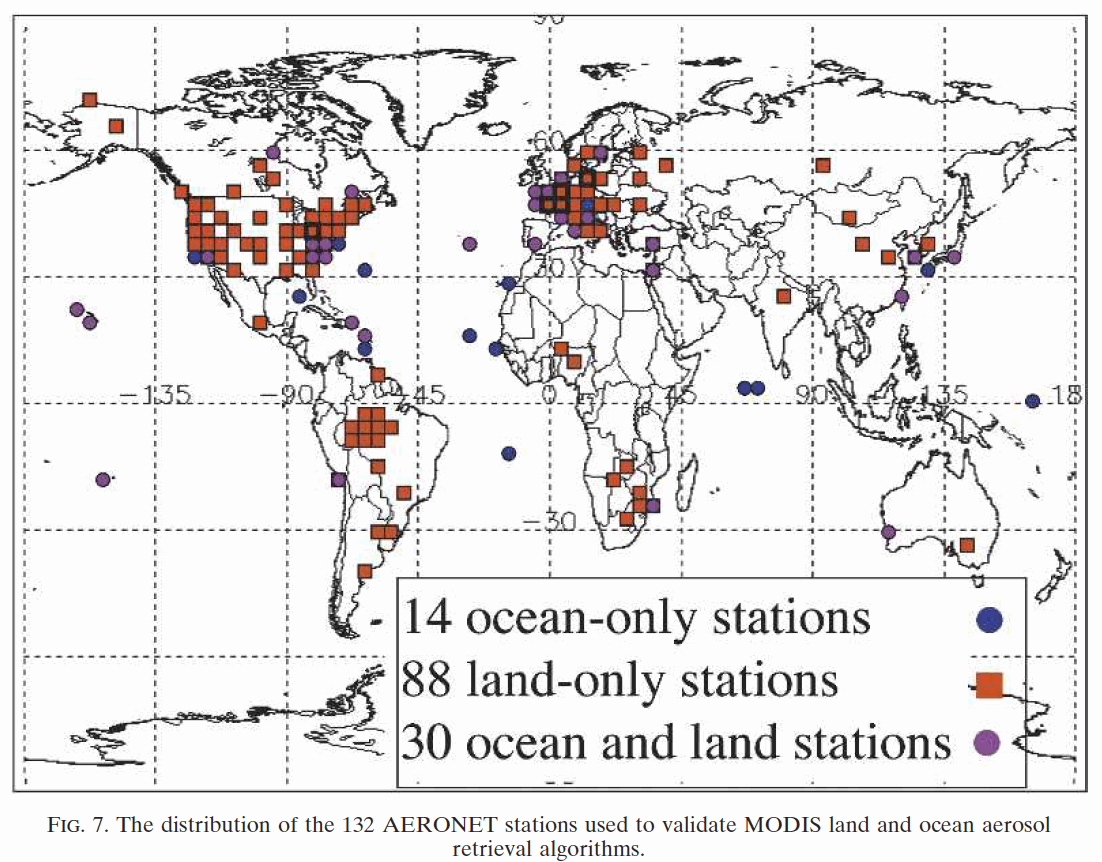 90
60
30
−135 −90 −45 0 45 90 135 18
−30
14 ocean-only stations
88 land-only stations
30 ocean and land stations
FIG. 7. The distribution of the 132 AERONET stations used to validate MODIS land and ocean aerosol
retrieval algorithms.